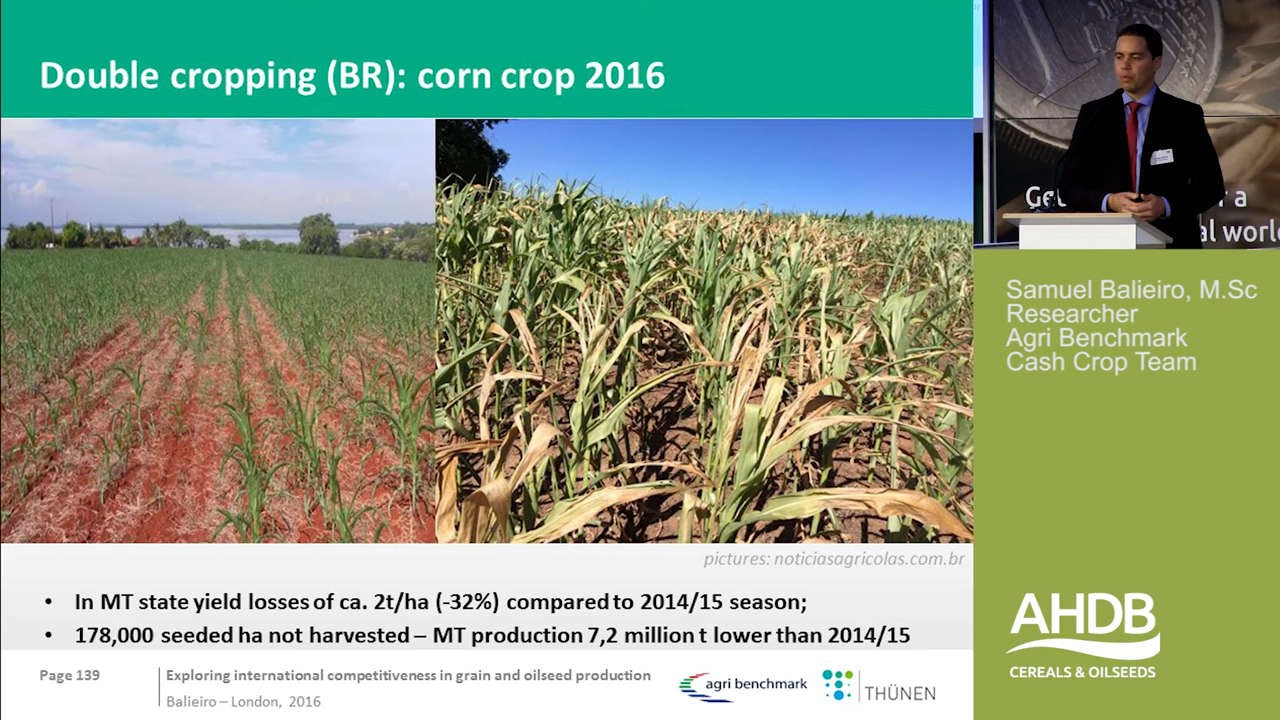 Double cropping (BR): corn crop 2016
pictures: noticiasagricolas.com.br
• In MT state yield losses of ca. 2t/ha (-32%) compared to 2014/15 season;
• 178,000 seeded ha not harvested – MT production 7,2 million t lower than 2014/15
Page 139
Exploring international competitiveness in grain and oilseed production
Balieiro – London, 2016
agri benchmark
THÜNEN
a
Samuel Balieiro, M.Sc
Researcher
Agri Benchmark
Cash Crop Team
AHDB
CEREALS & OILSEEDS